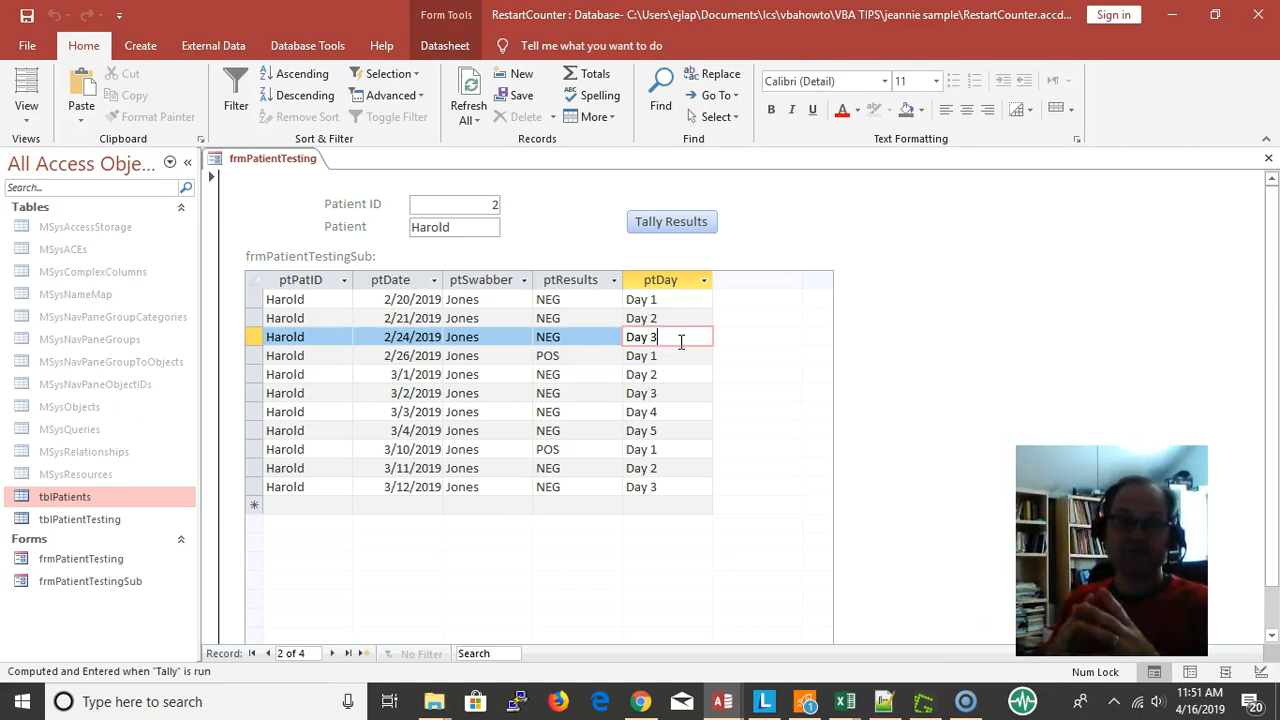 Form Tools
RestartCounter : Database- C:\Users\ejlap\Documents\lcs\vbahowto\VBA TIPS\jeannie sample\RestartCounter.accd...
Sign in
File Home Create External Data Database Tools Help Datasheet Tell me what you want to do
View
Views
Paste
Cut
Copy
Format Painter
Clipboard
Filter
Ascending
Descending
Remove Sort
Selection
Advanced
Toggle Filter
Sort & Filter
Refresh
All
New
Save
Delete
Totals
Spelling
More
Records
Find
Replace
Go To
Select
Find
Calibri (Detail) 11
B I U A
Text Formatting
All Access Obje...
Search...
Tables
MSysAccessStorage
MSysACEs
MSysComplexColumns
MSysNameMap
MSysNavPaneGroupCategories
MSysNavPaneGroups
MSysNavPaneGroupToObjects
MSysNavPaneObjectIDs
MSysObjects
MSysQueries
MSysRelationships
MSysResources
tblPatients
tblPatientTesting
Forms
frmPatientTesting
frmPatientTestingSub
frmPatientTesting
Patient ID 2
Patient Harold
Tally Results
frmPatientTestingSub:
ptPatID ptDate ptSwabber ptResults ptDay
Harold 2/20/2019 Jones NEG Day 1
Harold 2/21/2019 Jones NEG Day 2
Harold 2/24/2019 Jones NEG Day 3
Harold 2/26/2019 Jones POS Day 1
Harold 3/1/2019 Jones NEG Day 2
Harold 3/2/2019 Jones NEG Day 3
Harold 3/3/2019 Jones NEG Day 4
Harold 3/4/2019 Jones NEG Day 5
Harold 3/10/2019 Jones POS Day 1
Harold 3/11/2019 Jones NEG Day 2
Harold 3/12/2019 Jones NEG Day 3
Record: 2 of 4 No Filter Search
Computed and Entered when "Tally" is run
Num Lock
Type here to search
11:51 AM
4/16/2019
20